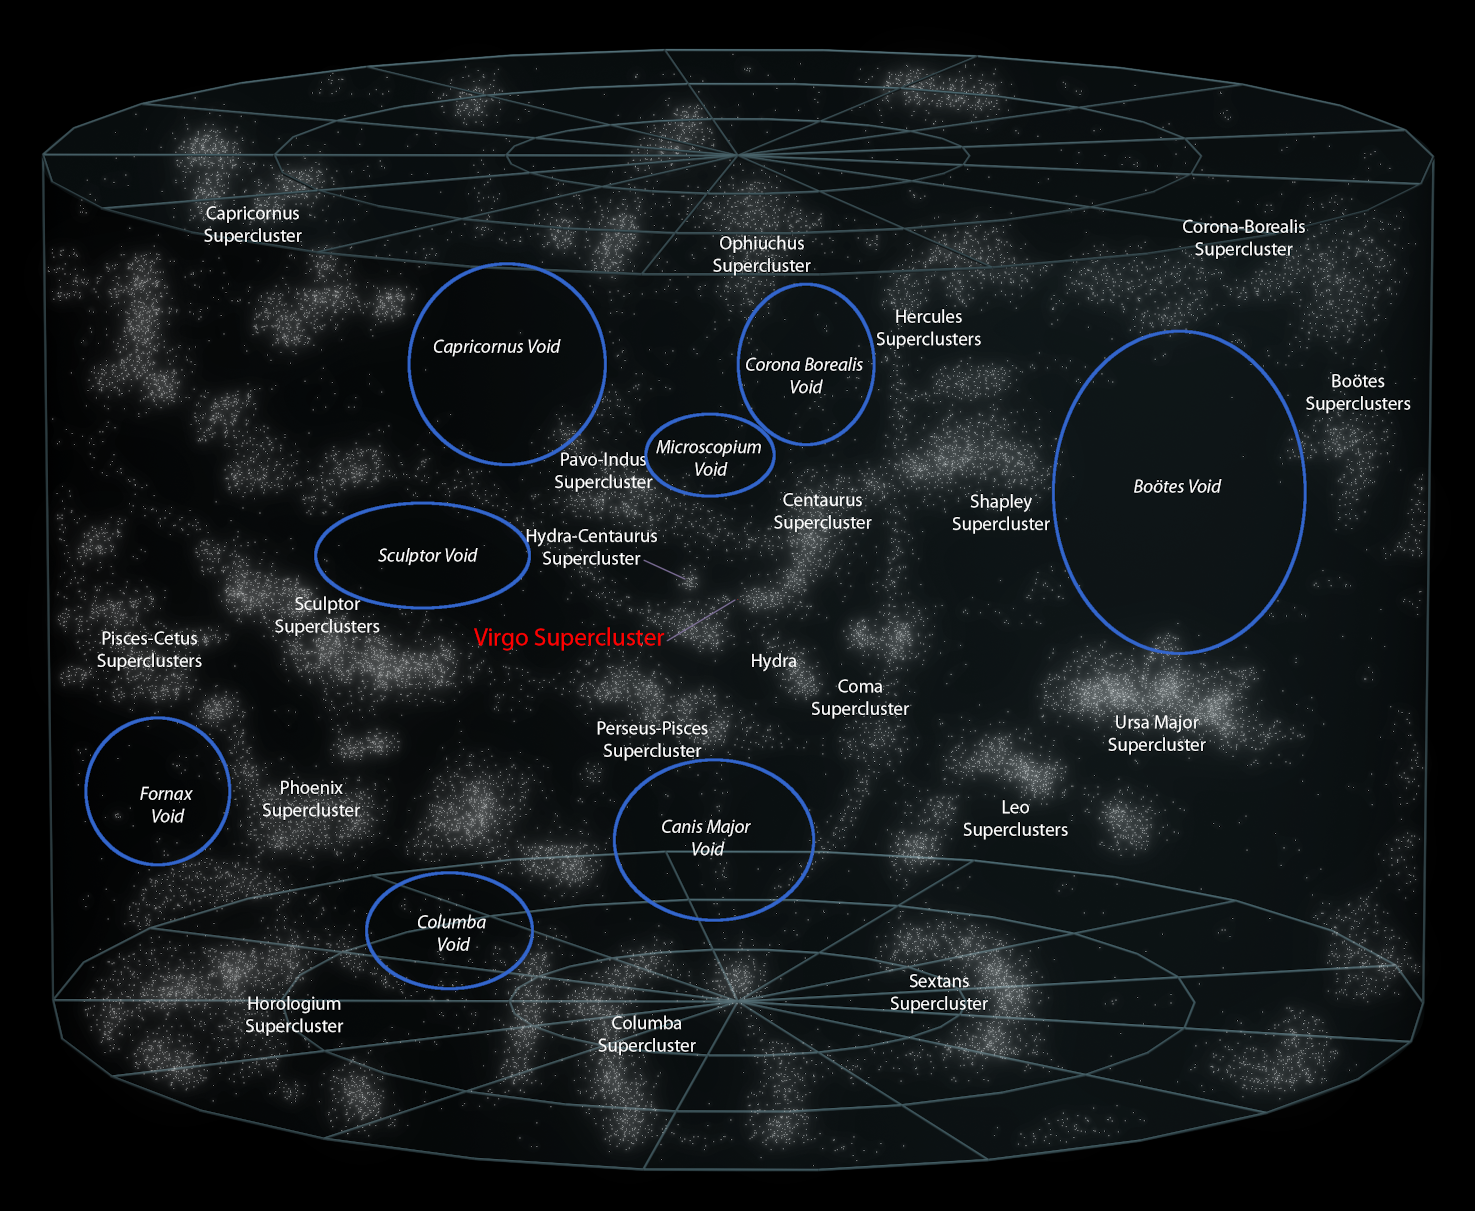 Capricornus
Supercluster
Ophiuchus
Supercluster
Corona-Borealis
Supercluster
Hercules
Superclusters
Capricornus Void
Corona Borealis
Void
Boötes
Superclusters
Microscopium
Void
Pavo-Indus
Supercluster
Centaurus
Supercluster
Shapley
Supercluster
Boötes Void
Sculptor Void
Hydra-Centaurus
Supercluster
Sculptor
Superclusters
Virgo Supercluster
Pisces-Cetus
Superclusters
Hydra
Coma
Supercluster
Perseus-Pisces
Supercluster
Ursa Major
Supercluster
Fornax
Void
Phoenix
Supercluster
Canis Major
Void
Leo
Superclusters
Columba
Void
Horologium
Supercluster
Columba
Supercluster
Sextans
Supercluster